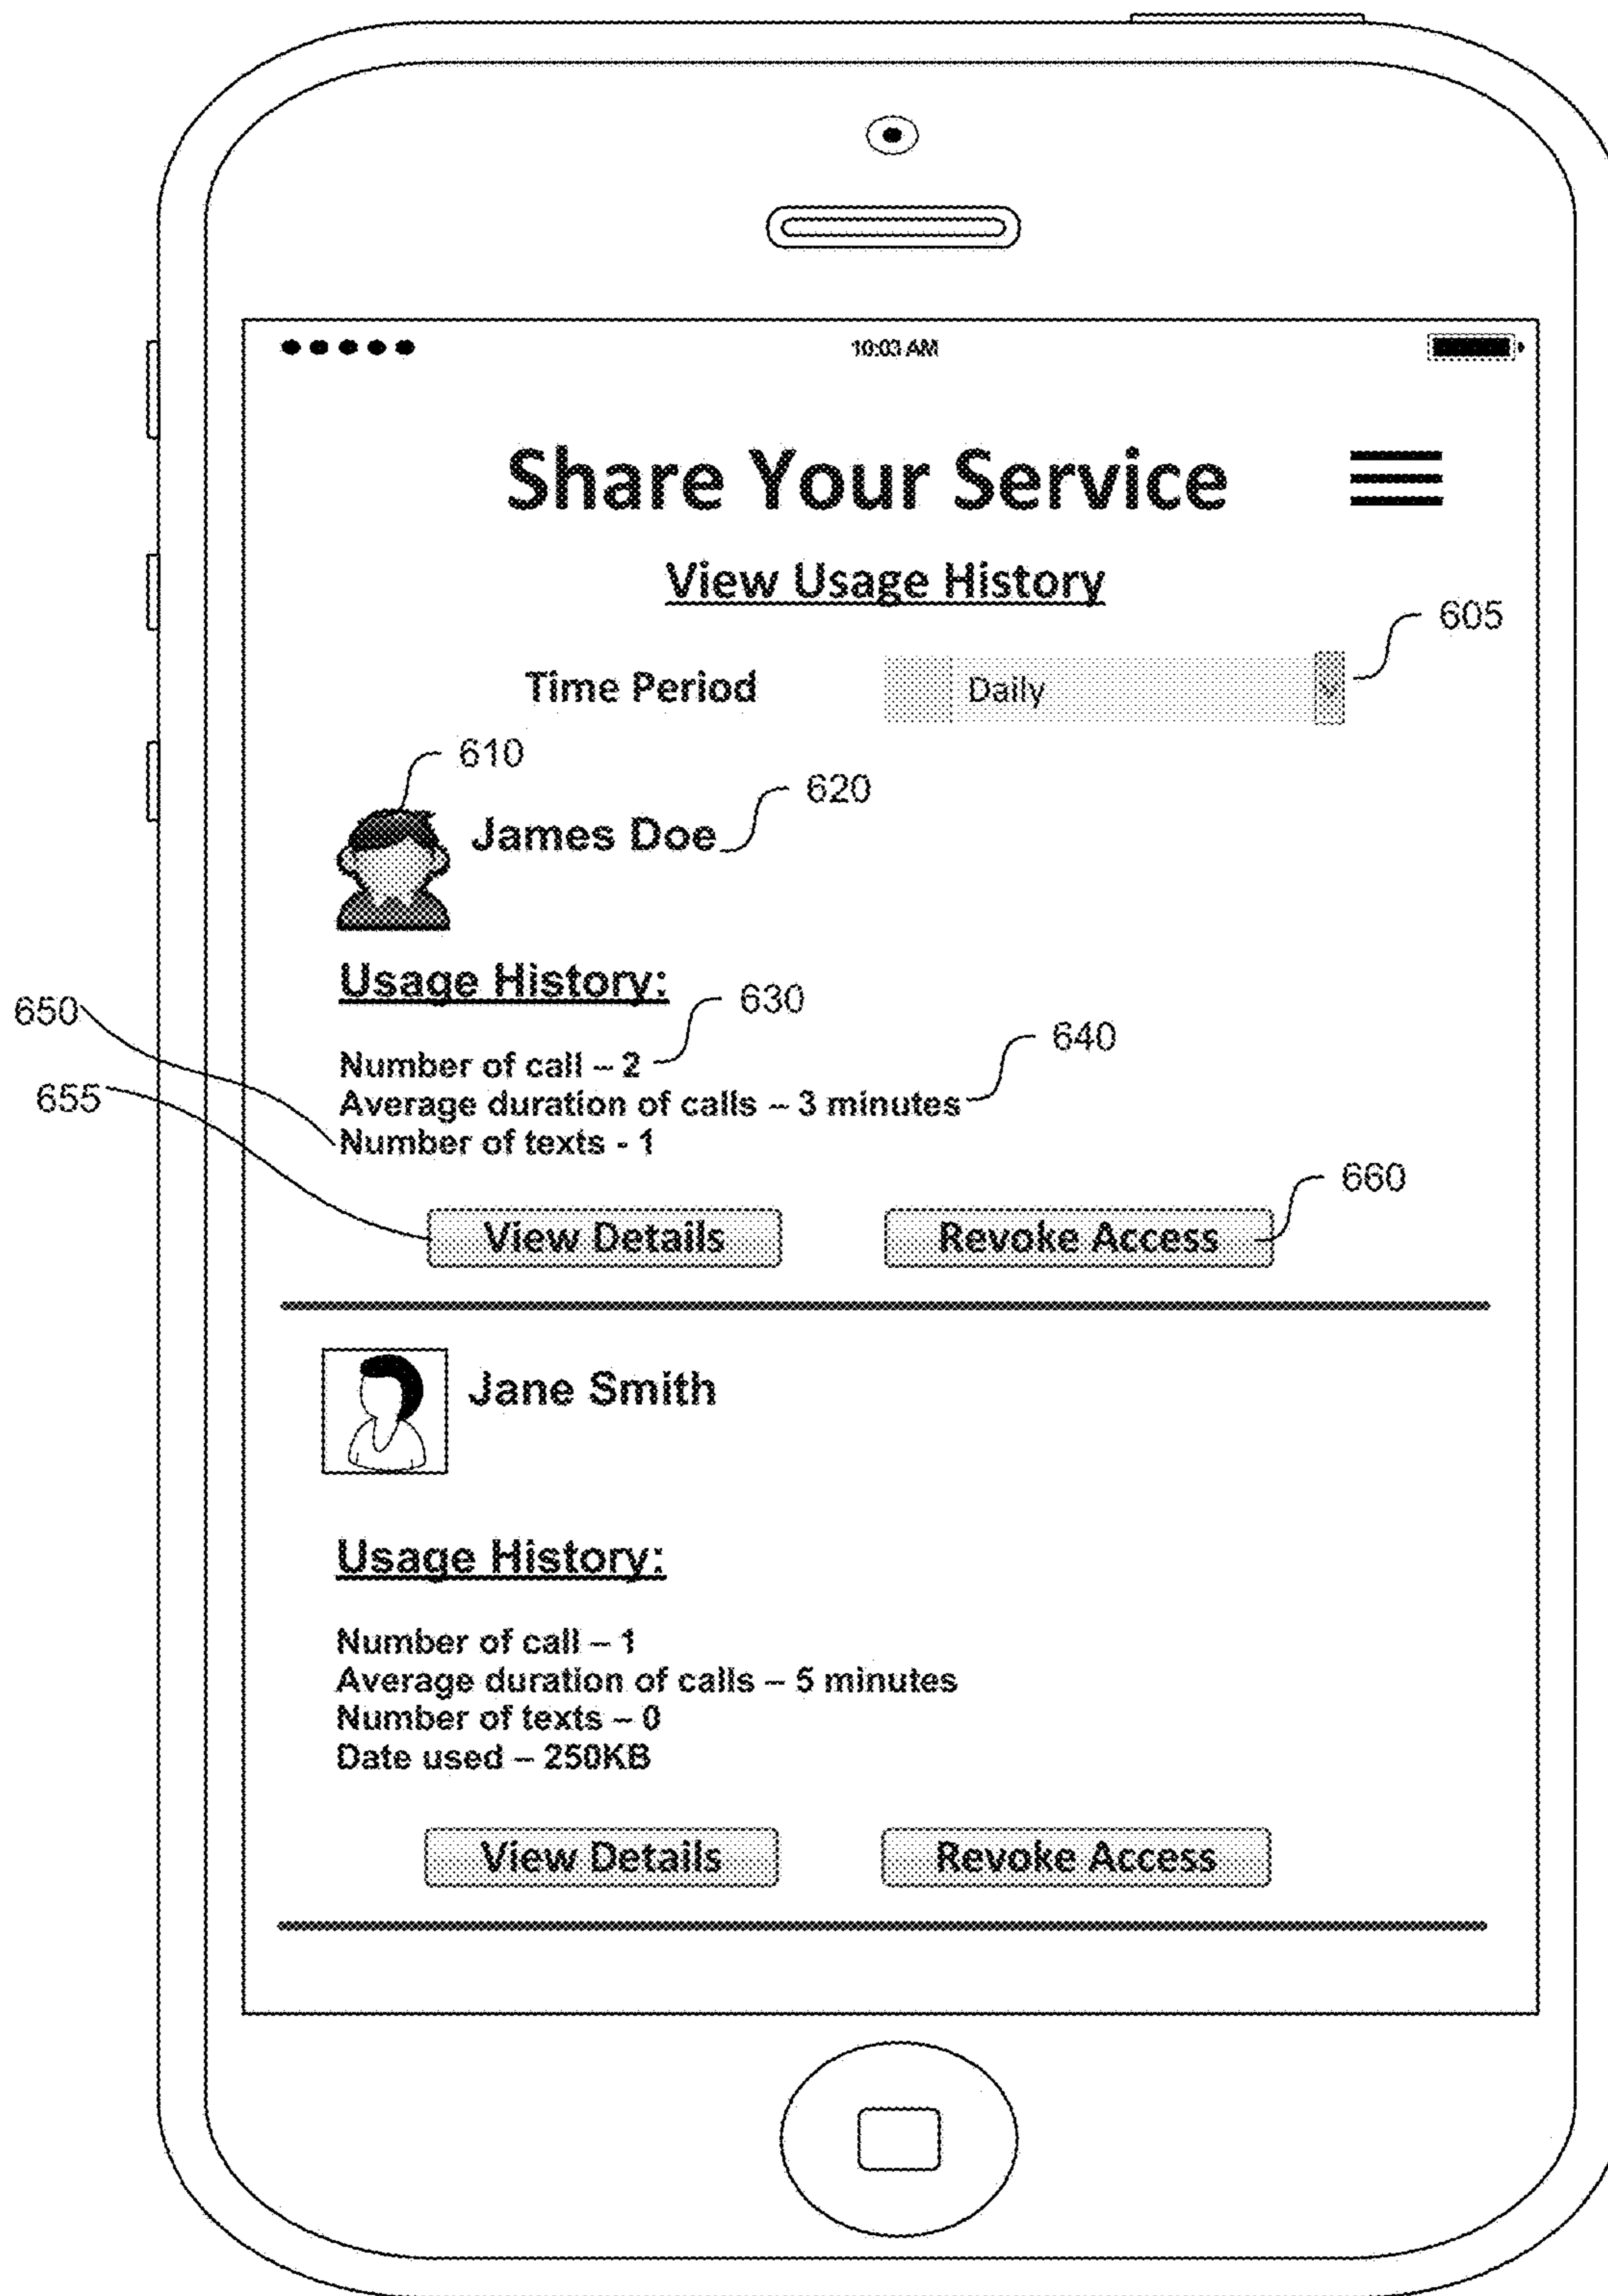 10:03 AM
Share Your Service
View Usage History
605
Time Period Daily
610
620
James Doe
Usage History:
650
630
Number of call – 2
640
655
Average duration of calls – 3 minutes
Number of texts - 1
660
View Details Revoke Access
Jane Smith
Usage History:
Number of call – 1
Average duration of calls – 5 minutes
Number of texts – 0
Date used – 250KB
View Details Revoke Access